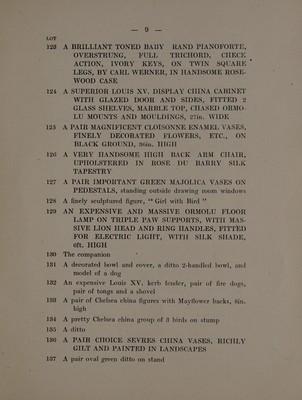 — 9 —
LOT
123 A BRILLIANT TONED BABY RAND PIANOFORTE,
OVERSTRUNG, FULL TRICHORD, CHECK
ACTION, IVORY KEYS, ON TWIN SQUARE
LEGS, BY CARL WERNER, IN HANDSOME ROSE-
WOOD CASE
124 A SUPERIOR LOUIS XV. DISPLAY CHINA CABINET
WITH GLAZED DOOR AND SIDES, FITTED 2
GLASS SHELVES, MARBLE TOP, CHASED ORMO-
LU MOUNTS AND MOULDINGS, 27in. WIDE
125 A PAIR MAGNIFICENT CLOISONNE ENAMEL VASES,
FINELY DECORATED FLOWERS, ETC., ON
BLACK GROUND, 36in. HIGH
126 A VERY HANDSOME HIGH BACK ARM CHAIR,
UPHOLSTERED IN ROSE DU BARRY SILK
TAPESTRY
127 A PAIR IMPORTANT GREEN MAJOLICA VASES ON
PEDESTALS, standing outside drawing room windows
128 A finely sculptured figure, " Girl with Bird "
129 AN EXPENSIVE AND MASSIVE ORMOLU FLOOR
LAMP ON TRIPLE PAW SUPPORTS, WITH MAS-
SIVE LION HEAD AND RING HANDLES, FITTED
FOR ELECTRIC LIGHT, WITH SILK SHADE,
6ft. HIGH
130 The companion
131 A decorated bowl and cover, a ditto 2-handled bowl, and
model of a dog
132 An expensive Louis XV. kerb fender, pair of fire dogs,
pair of tongs and a shovel
133 A pair of Chelsea china figures with Mayflower backs, 8in.
high
134 A pretty Chelsea china group of 3 birds on stump
135 A ditto
136 A PAIR CHOICE SEVRES CHINA VASES, RICHLY
GILT AND PAINTED IN LANDSCAPES
137 A pair oval green ditto on stand